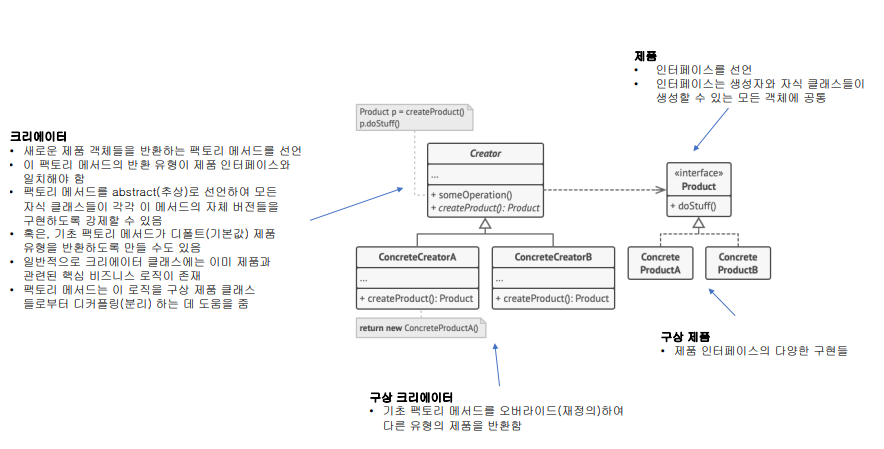 제품
• 인터페이스를 선언
• 인터페이스는 생성자와 자식 클래스들이
생성할 수 있는 모든 객체에 공통
Product p = createProduct()
p.doStuff()
크리에이터
• 새로운 제품 객체들을 반환하는 팩토리 메서드를 선언
• 이 팩토리 메서드의 반환 유형이 제품 인터페이스와
일치해야 함
• 팩토리 메서드를 abstract(추상)로 선언하여 모든
자식 클래스들이 각각 이 메서드의 자체 버전들을
구현하도록 강제할 수 있음
• 혹은, 기초 팩토리 메서드가 디폴트(기본값) 제품
유형을 반환하도록 만들 수도 있음
• 일반적으로 크리에이터 클래스에는 이미 제품과
관련된 핵심 비즈니스 로직이 존재
• 팩토리 메서드는 이 로직을 구상 제품 클래스
들로부터 디커플링(분리) 하는 데 도움을 줌
Creator
...
+ someOperation()
+ createProduct(): Product
«interface»
Product
+ doStuff()
ConcreteCreatorA
...
+ createProduct(): Product
ConcreteCreatorB
...
+ createProduct(): Product
Concrete
ProductA
Concrete
ProductB
return new ConcreteProductA()
구상 제품
• 제품 인터페이스의 다양한 구현들
구상 크리에이터
• 기초 팩토리 메서드를 오버라이드(재정의)하여
다른 유형의 제품을 반환함